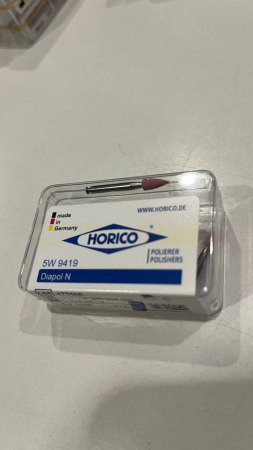 made
in
Germany
WWW.HORICO.DE
HORICO
®
POLIERER
POLISHERS
5W 9419
Diapol N